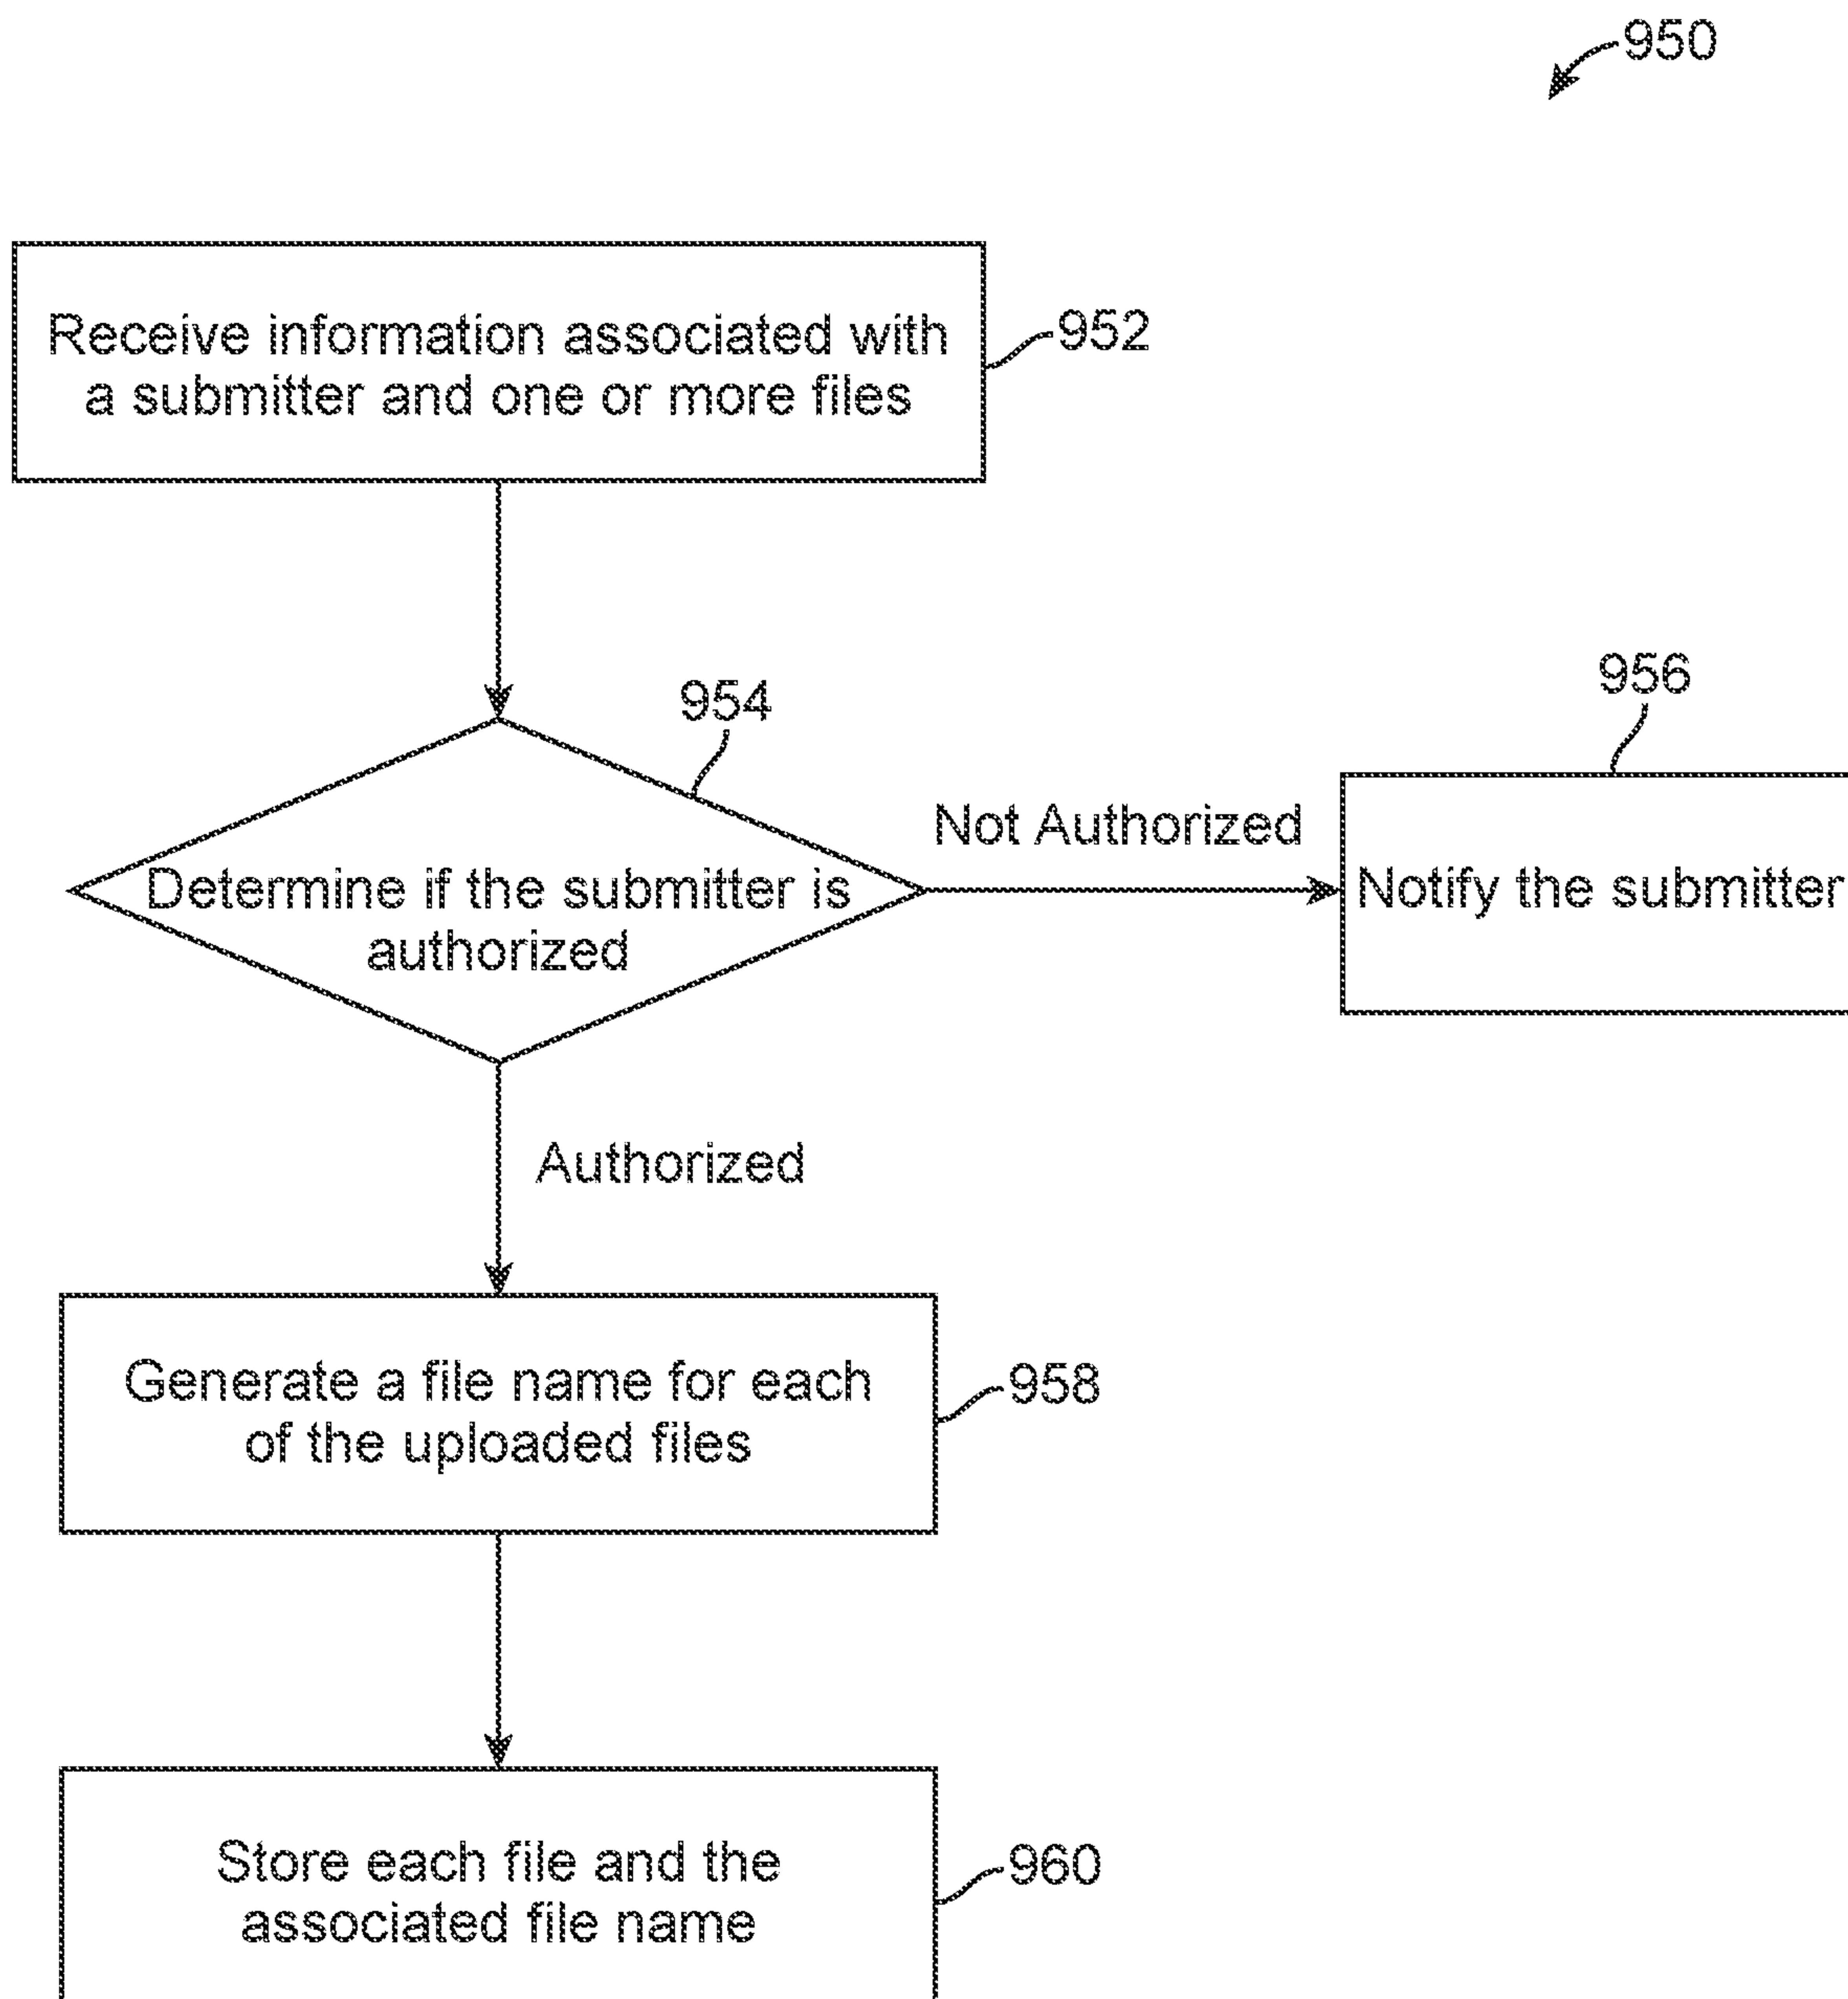 950
Receive information associated with
a submitter and one or more files
952
954
Determine if the submitter is
authorized
Not Authorized
956
Notify the submitter
Authorized
Generate a file name for each
of the uploaded files
958
Store each file and the
associated file name
960